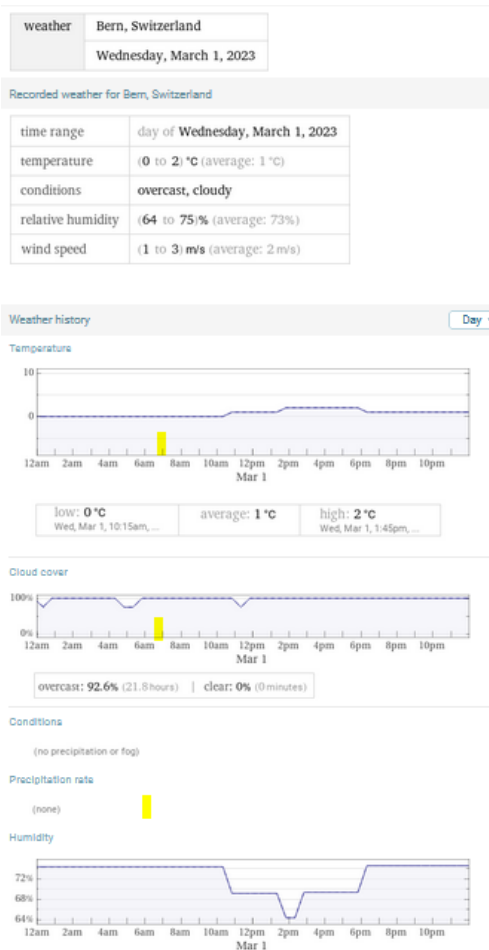 weather
Bern, Switzerland
Wednesday, March 1, 2023
Recorded weather for Bern, Switzerland
time range day of Wednesday, March 1, 2023
temperature (0 to 2) °C (average: 1 °C)
conditions overcast, cloudy
relative humidity (64 to 75)% (average: 73%)
wind speed (1 to 3) m/s (average: 2 m/s)
Weather history Day
Temperature
10
0
12am 2am 4am 6am 8am 10am 12pm 2pm 4pm 6pm 8pm 10pm
Mar 1
low: 0 °C average: 1 °C high: 2 °C
Wed, Mar 1, 10:15am, ... Wed, Mar 1, 1:45pm, ...
Cloud cover
100%
0%
12am 2am 4am 6am 8am 10am 12pm 2pm 4pm 6pm 8pm 10pm
Mar 1
overcast: 92.6% (21.8 hours) | clear: 0% (0 minutes)
Conditions
(no precipitation or fog)
Precipitation rate
(none)
Humidity
72%
68%
64%
12am 2am 4am 6am 8am 10am 12pm 2pm 4pm 6pm 8pm 10pm
Mar 1